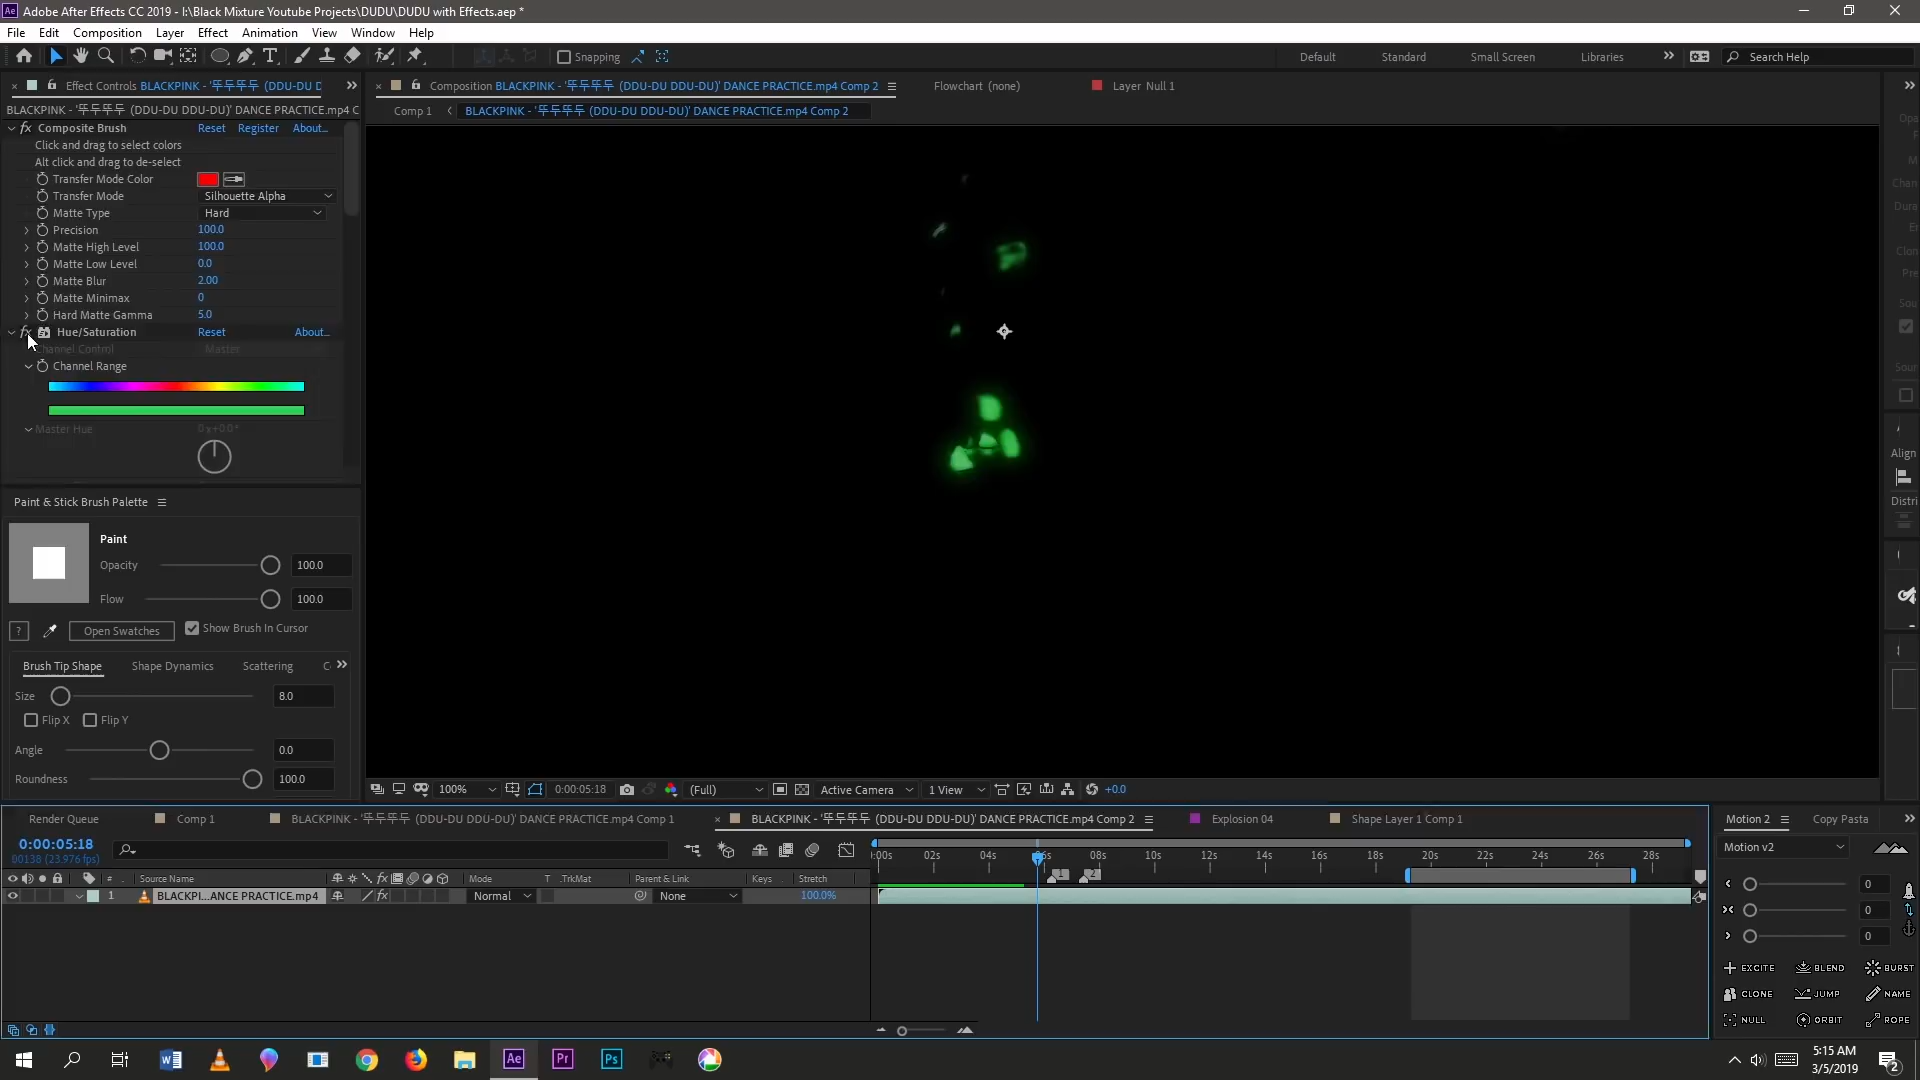 Adobe After Effects CC 2019 - I:\Black Mixture Youtube Projects\DUDU\DUDU with Effects.aep *
File Edit Composition Layer Effect Animation View Window Help
Snapping
Default Standard Small Screen Libraries Search Help
Effect Controls BLACKPINK - '뚜두뚜두 (DDU-DU D
BLACKPINK - '뚜두뚜두 (DDU-DU DDU-DU)' DANCE PRACTICE.mp4 C
Composition BLACKPINK - '뚜두뚜두 (DDU-DU DDU-DU)' DANCE PRACTICE.mp4 Comp 2
Flowchart (none)
Layer Null 1
Comp 1 BLACKPINK - '뚜두뚜두 (DDU-DU DDU-DU)' DANCE PRACTICE.mp4 Comp 2
Composite Brush Reset Register About...
Click and drag to select colors
Alt click and drag to de-select
Transfer Mode Color
Transfer Mode Silhouette Alpha
Matte Type Hard
Precision 100.0
Matte High Level 100.0
Matte Low Level 0.0
Matte Blur 2.00
Matte Minimax 0
Hard Matte Gamma 5.0
Hue/Saturation Reset About...
Channel Control Master
Channel Range
Master Hue 0x+0.0°
Paint & Stick Brush Palette
Paint
Opacity 100.0
Flow 100.0
? Open Swatches Show Brush In Cursor
Brush Tip Shape Shape Dynamics Scattering C
Size 8.0
Flip X Flip Y
Angle 0.0
Roundness 100.0
Align
Distri
100% 0:00:05:18 (Full) Active Camera 1 View +0.0
Render Queue Comp 1 BLACKPINK - '뚜두뚜두 (DDU-DU DDU-DU)' DANCE PRACTICE.mp4 Comp 1 BLACKPINK - '뚜두뚜두 (DDU-DU DDU-DU)' DANCE PRACTICE.mp4 Comp 2 Explosion 04 Shape Layer 1 Comp 1
0:00:05:18
00138 (23.976 fps)
:00s 02s 04s 06s 08s 10s 12s 14s 16s 18s 20s 22s 24s 26s 28s
1 2
# Source Name Mode T .TrkMat Parent & Link Keys Stretch
1 BLACKPI...ANCE PRACTICE.mp4 Normal None 100.0%
Motion 2 Copy Pasta
Motion v2
0
0
0
EXCITE BLEND BURST
CLONE JUMP NAME
NULL ORBIT ROPE
5:15 AM
3/5/2019
2